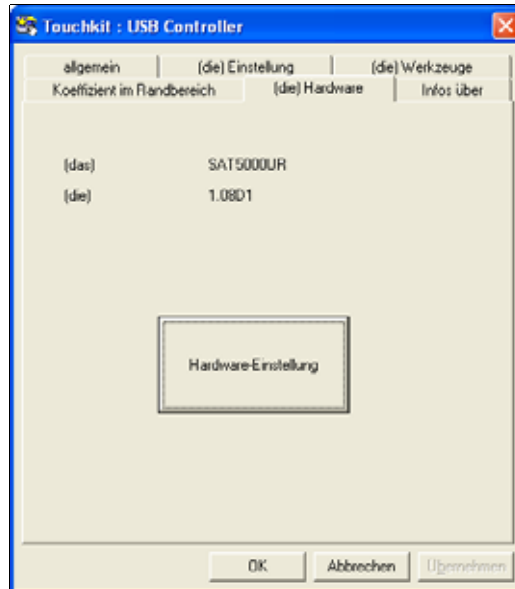 Touchkit : USB Controller
allgemein (die) Einstellung (die) Werkzeuge
Koeffizient im Randbereich (die) Hardware Infos über
(das) SAT5000UR
(die) 1.08D1
Hardware-Einstellung
OK Abbrechen Übernehmen